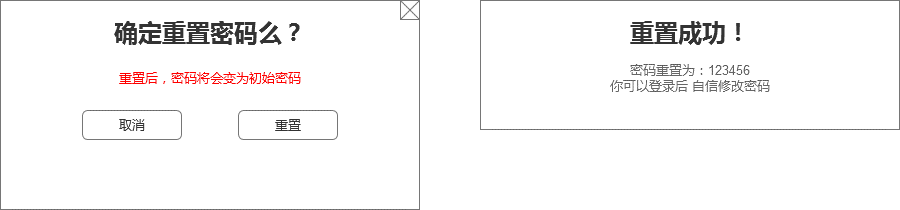 确定重置密码么？
重置后，密码将会变为初始密码
取消
重置
重置成功！
密码重置为：123456
你可以登录后 自信修改密码